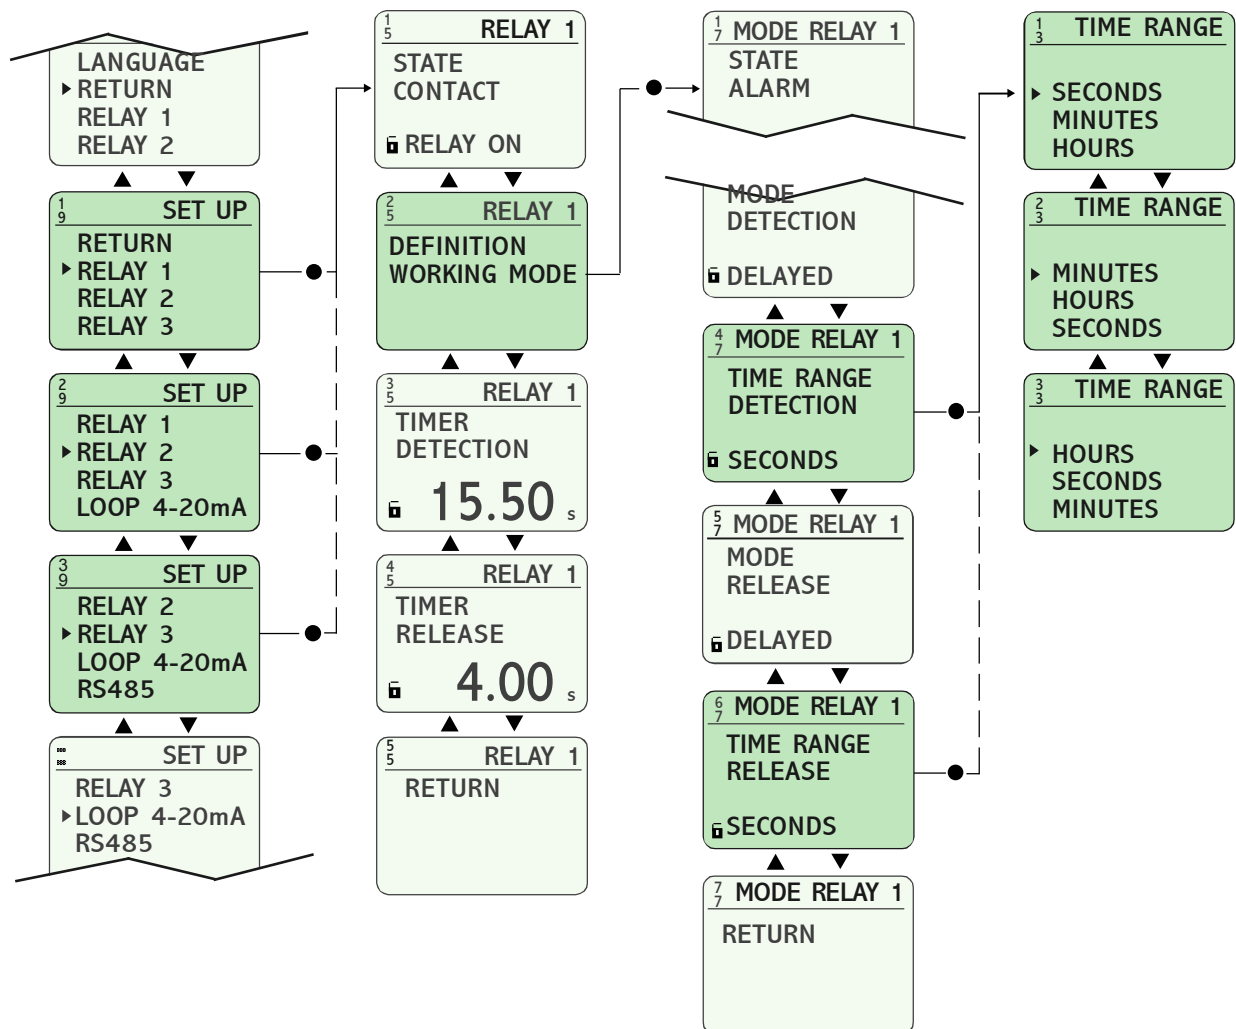 LANGUAGE
RETURN
RELAY 1
RELAY 2
1
9
SET UP
RETURN
RELAY 1
RELAY 2
RELAY 3
2
9
SET UP
RELAY 1
RELAY 2
RELAY 3
LOOP 4-20mA
3
9
SET UP
RELAY 2
RELAY 3
LOOP 4-20mA
RS485
SET UP
RELAY 3
LOOP 4-20mA
RS485
1
5
RELAY 1
STATE
CONTACT
RELAY ON
2
5
RELAY 1
DEFINITION
WORKING MODE
3
5
RELAY 1
TIMER
DETECTION
15.50 s
4
5
RELAY 1
TIMER
RELEASE
4.00 s
5
5
RELAY 1
RETURN
1
7
MODE RELAY 1
STATE
ALARM
MODE
DETECTION
DELAYED
4
7
MODE RELAY 1
TIME RANGE
DETECTION
SECONDS
5
7
MODE RELAY 1
MODE
RELEASE
DELAYED
6
7
MODE RELAY 1
TIME RANGE
RELEASE
SECONDS
7
7
MODE RELAY 1
RETURN
1
3
TIME RANGE
SECONDS
MINUTES
HOURS
2
3
TIME RANGE
MINUTES
HOURS
SECONDS
3
3
TIME RANGE
HOURS
SECONDS
MINUTES